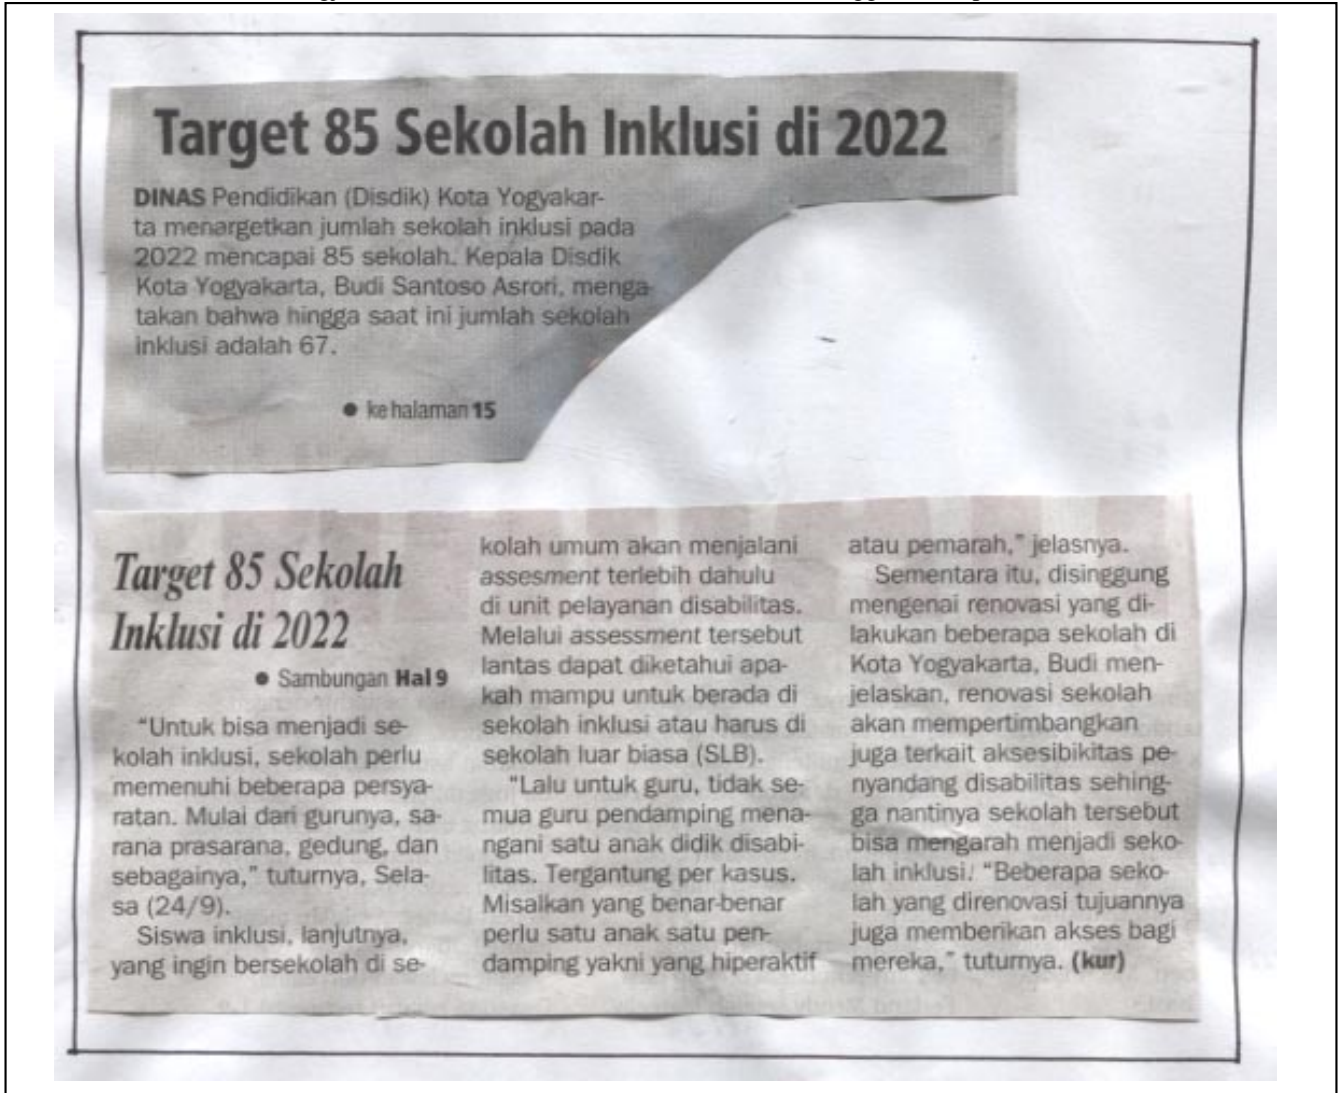 Target 85 Sekolah Inklusi di 2022
DINAS Pendidikan (Disdik) Kota Yogyakar-
ta menargetkan jumlah sekolah inklusi pada
2022 mencapai 85 sekolah. Kepala Disdik
Kota Yogyakarta, Budi Santoso Asrori, menga-
takan bahwa hingga saat ini jumlah sekolah
inklusi adalah 67.
● ke halaman 15
Target 85 Sekolah
Inklusi di 2022
● Sambungan Hal 9
“Untuk bisa menjadi se-
kolah inklusi, sekolah perlu
memenuhi beberapa persya-
ratan. Mulai dari gurunya, sa-
rana prasarana, gedung, dan
sebagainya,” tuturnya, Sela-
sa (24/9).
Siswa inklusi, lanjutnya,
yang ingin bersekolah di se-
kolah umum akan menjalani
assesment terlebih dahulu
di unit pelayanan disabilitas.
Melalui assessment tersebut
lantas dapat diketahui apa-
kah mampu untuk berada di
sekolah inklusi atau harus di
sekolah luar biasa (SLB).
“Lalu untuk guru, tidak se-
mua guru pendamping mena-
ngani satu anak didik disabi-
litas. Tergantung per kasus.
Misalkan yang benar-benar
perlu satu anak satu pen-
damping yakni yang hiperaktif
atau pemarah,” jelasnya.
Sementara itu, disinggung
mengenai renovasi yang di-
lakukan beberapa sekolah di
Kota Yogyakarta, Budi men-
jelaskan, renovasi sekolah
akan mempertimbangkan
juga terkait aksesibikitas pe-
nyandang disabilitas sehing-
ga nantinya sekolah tersebut
bisa mengarah menjadi seko-
lah inklusi. “Beberapa seko-
lah yang direnovasi tujuannya
juga memberikan akses bagi
mereka,” tuturnya. (kur)